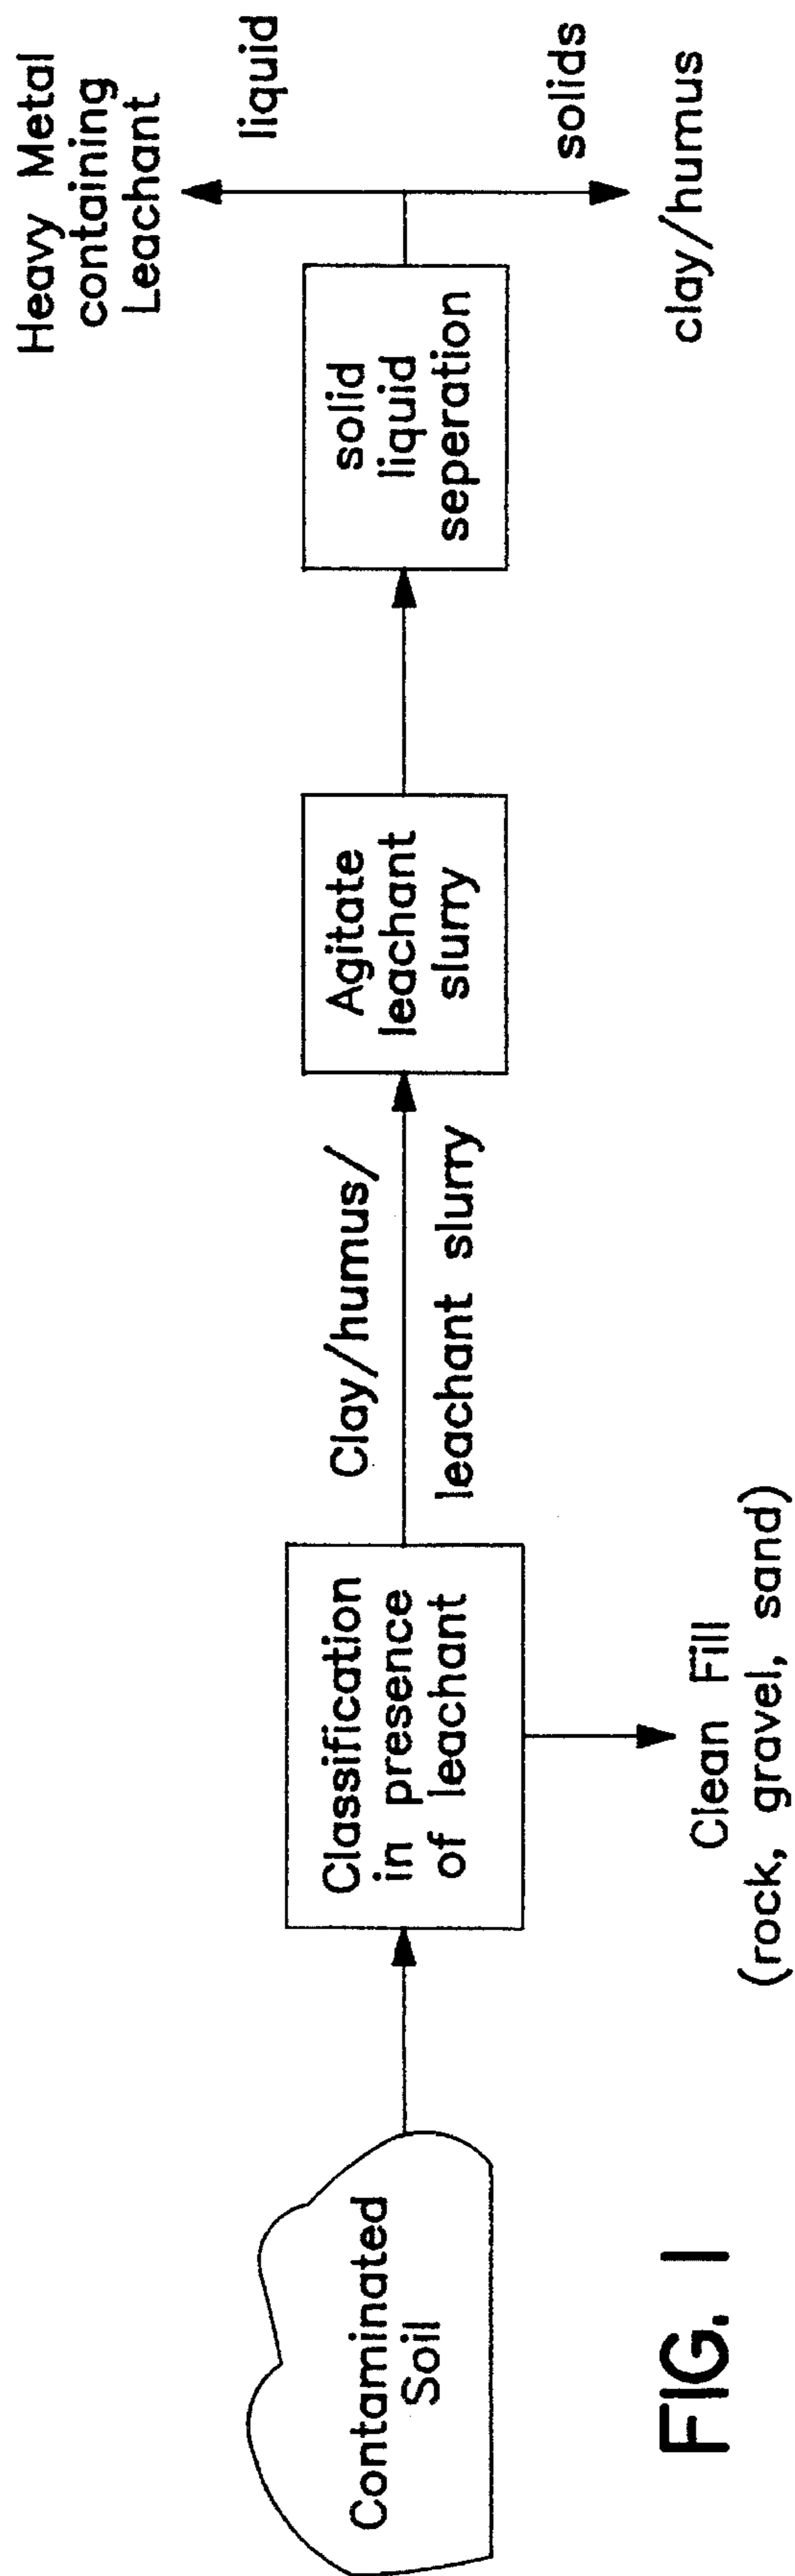 Contaminated
Soil
Classification
in presence
of leachant
Clean Fill
(rock, gravel, sand)
Clay/humus/
leachant slurry
Agitate
leachant
slurry
solid
liquid
seperation
Heavy Metal
containing
Leachant
liquid
solids
clay/humus
FIG. 1